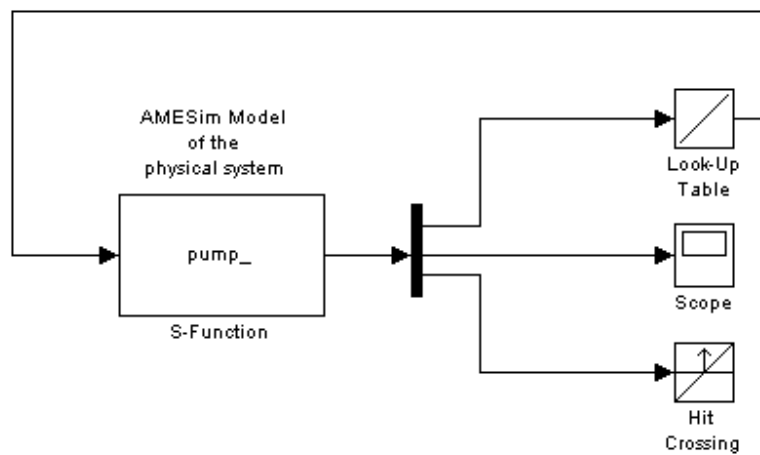 AMESim Model
of the
physical system
pump_
S-Function
Look-Up
Table
Scope
Hit
Crossing